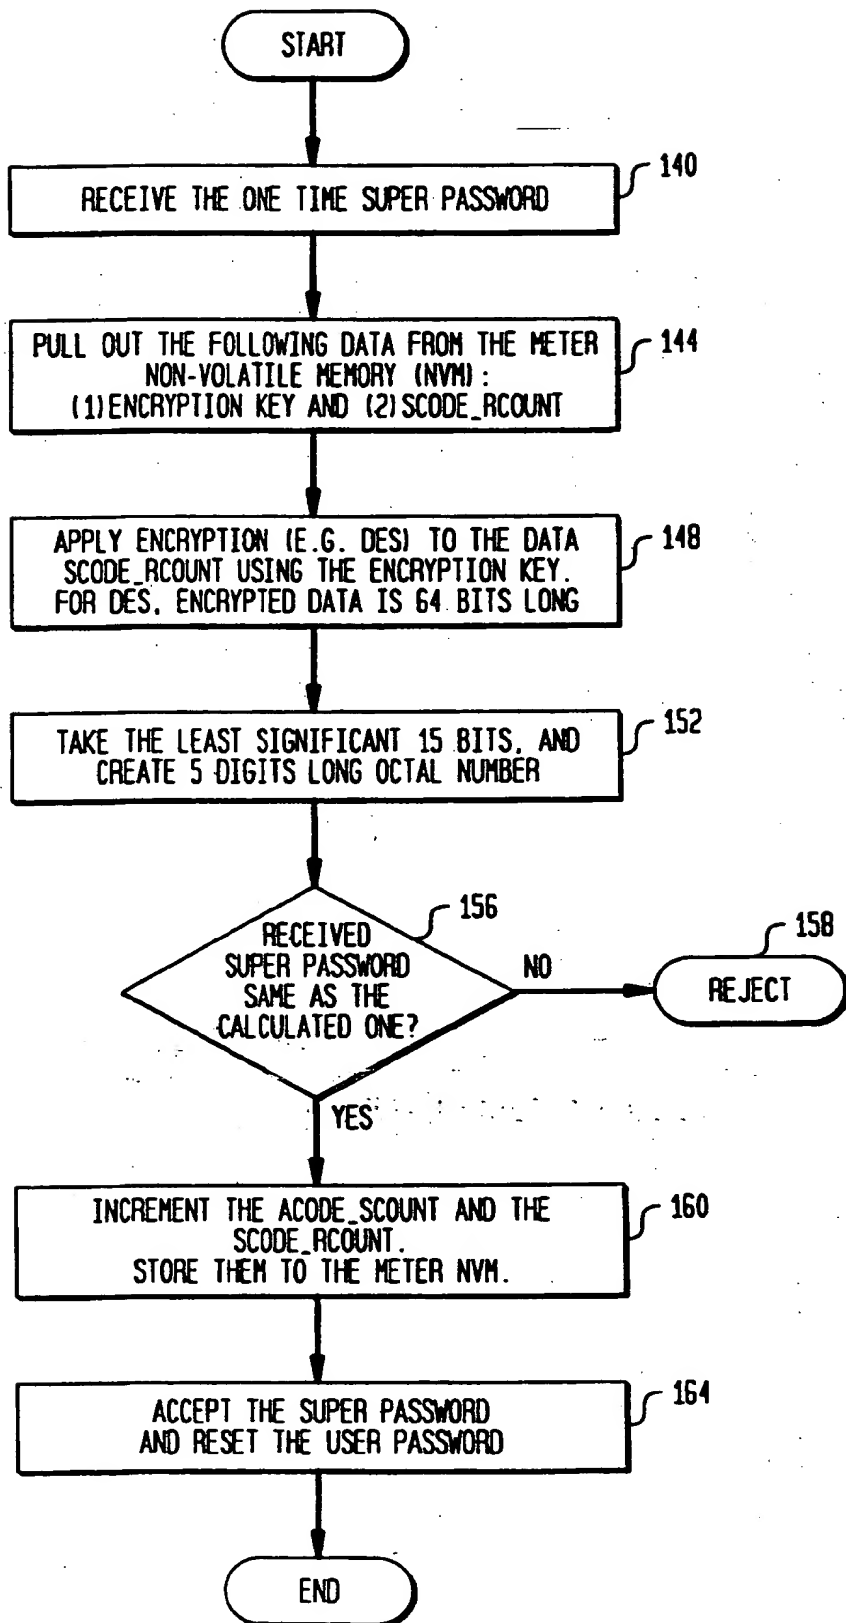 START
RECEIVE THE ONE TIME SUPER PASSWORD
140
PULL OUT THE FOLLOWING DATA FROM THE METER
NON-VOLATILE MEMORY (NVM):
(1)ENCRYPTION KEY AND (2)SCODE_RCOUNT
144
APPLY ENCRYPTION (E.G. DES) TO THE DATA
SCODE_RCOUNT USING THE ENCRYPTION KEY.
FOR DES, ENCRYPTED DATA IS 64 BITS LONG
148
TAKE THE LEAST SIGNIFICANT 15 BITS, AND
CREATE 5 DIGITS LONG OCTAL NUMBER
152
RECEIVED
SUPER PASSWORD
SAME AS THE
CALCULATED ONE?
156
NO
REJECT
158
YES
INCREMENT THE ACODE_SCOUNT AND THE
SCODE_RCOUNT.
STORE THEM TO THE METER NVM.
160
ACCEPT THE SUPER PASSWORD
AND RESET THE USER PASSWORD
164
END